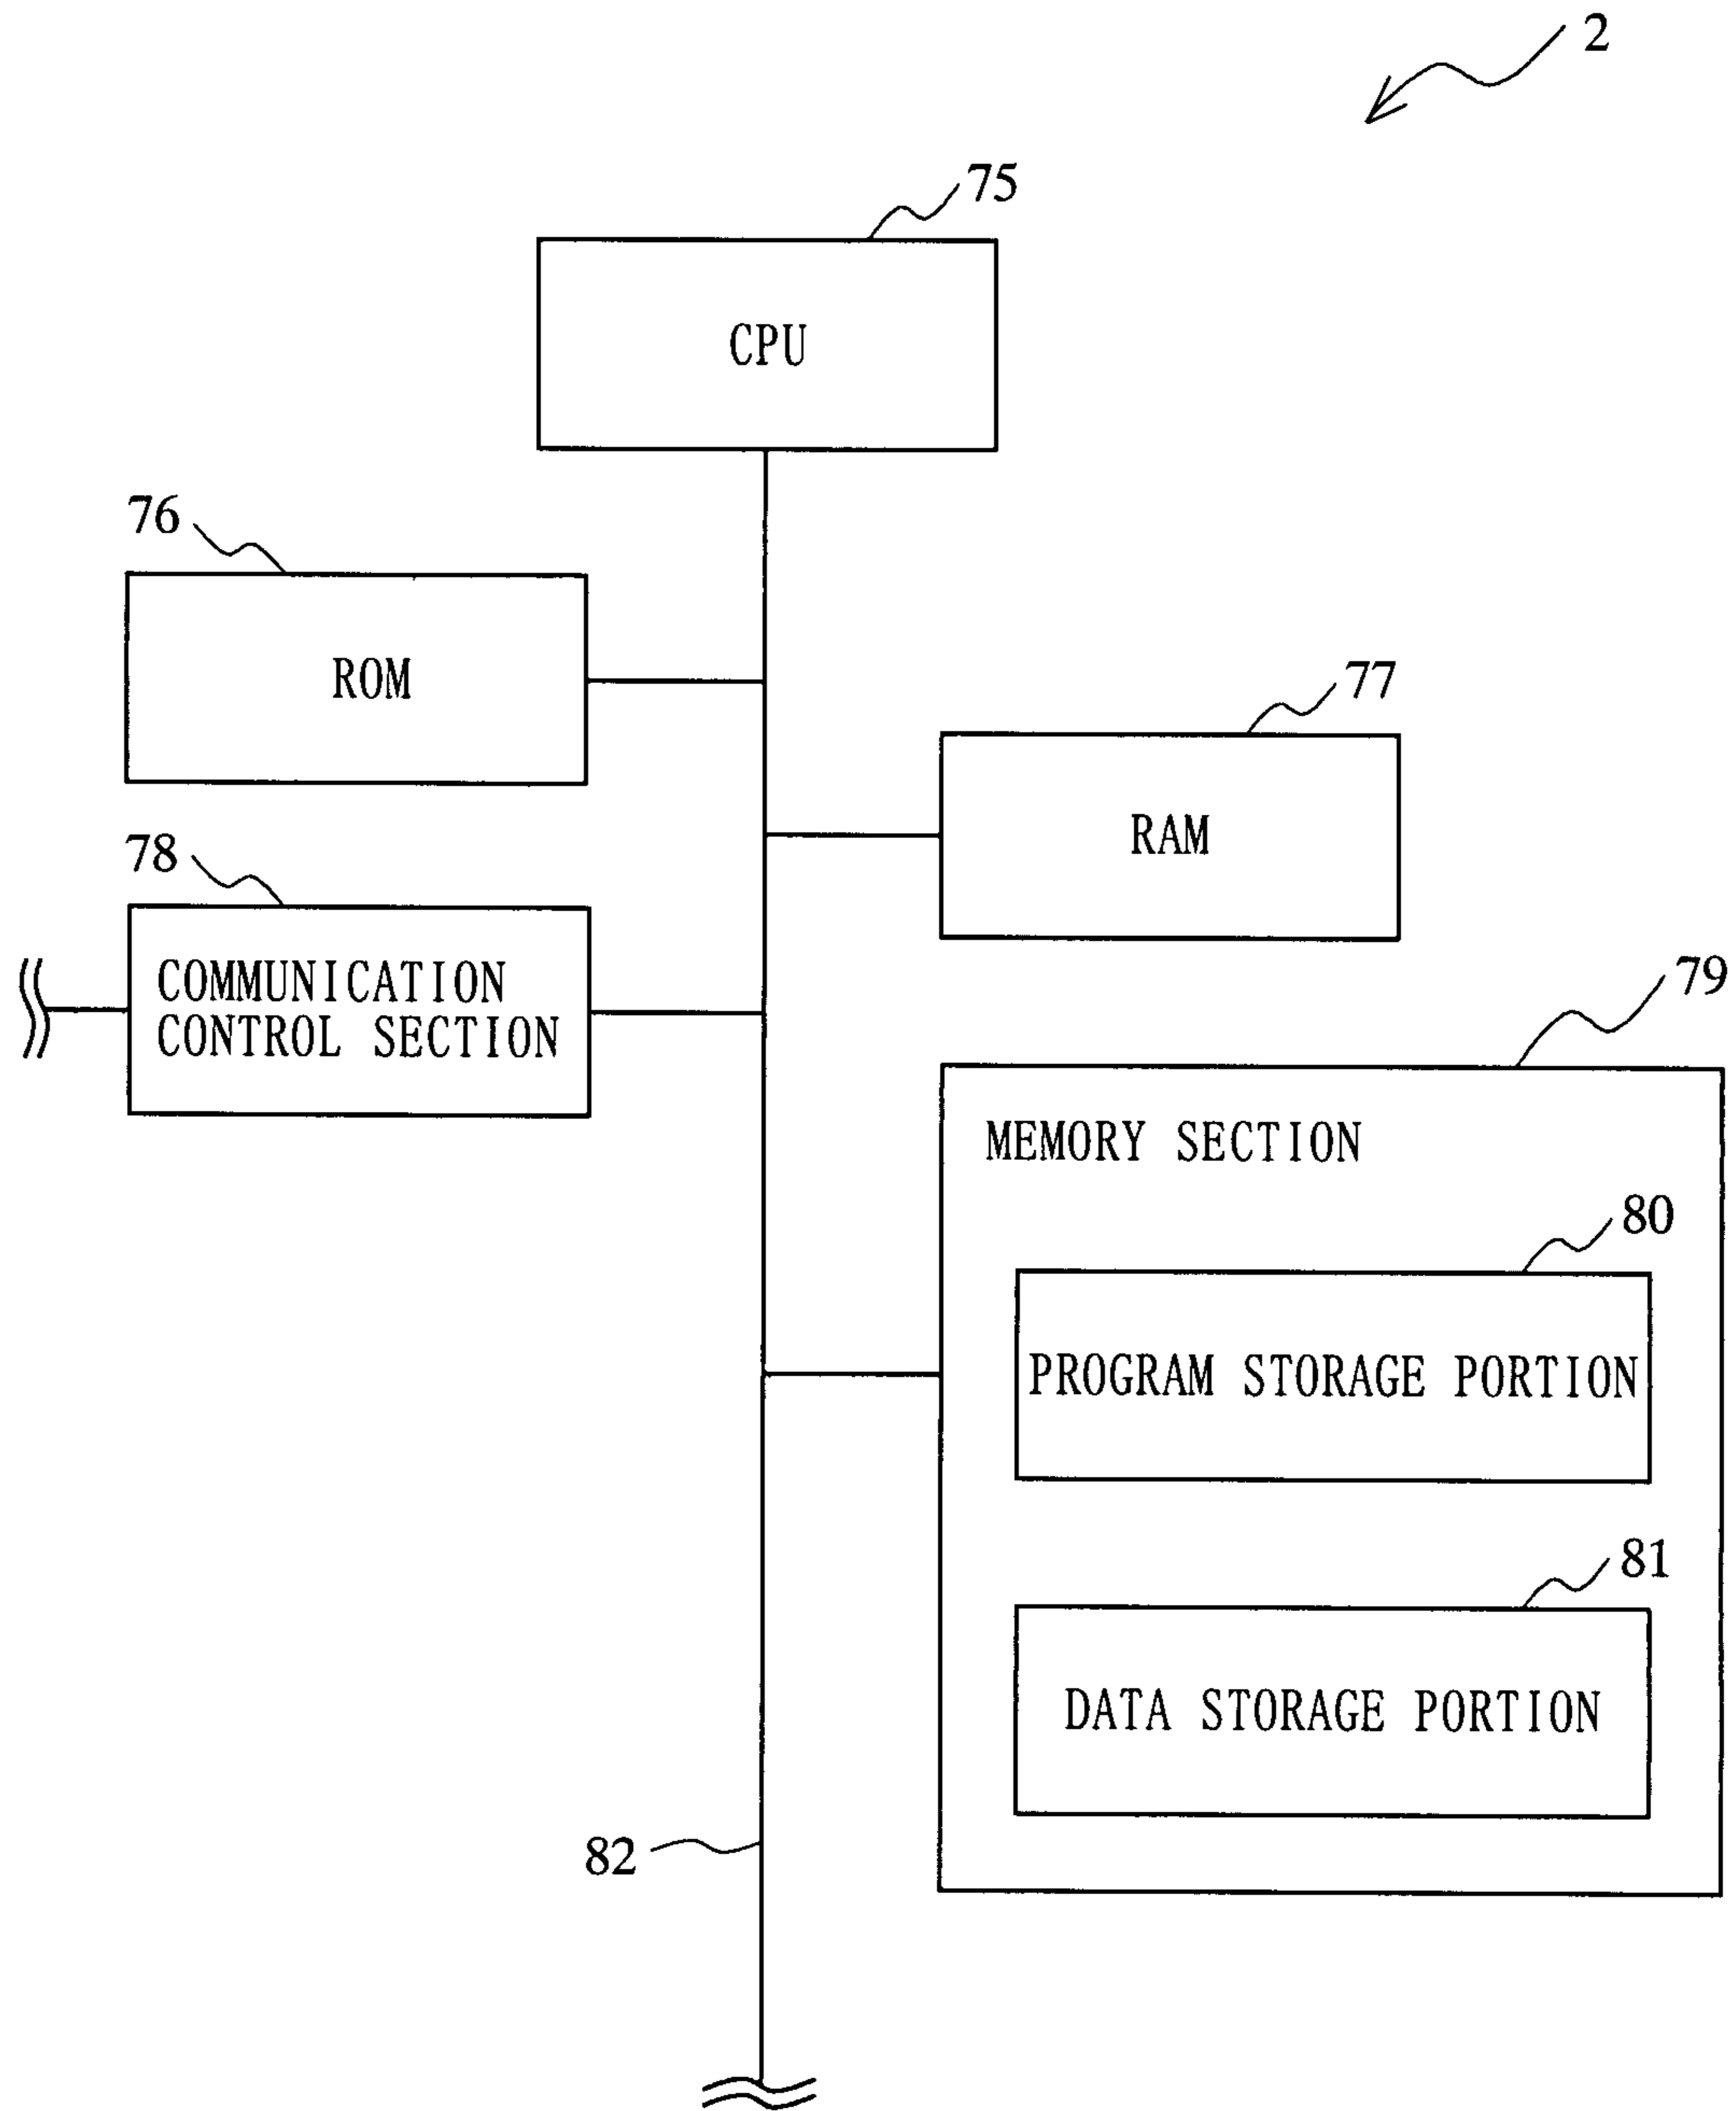 2
75
CPU
76
ROM
77
RAM
78
COMMUNICATION
CONTROL SECTION
79
MEMORY SECTION
80
PROGRAM STORAGE PORTION
81
DATA STORAGE PORTION
82